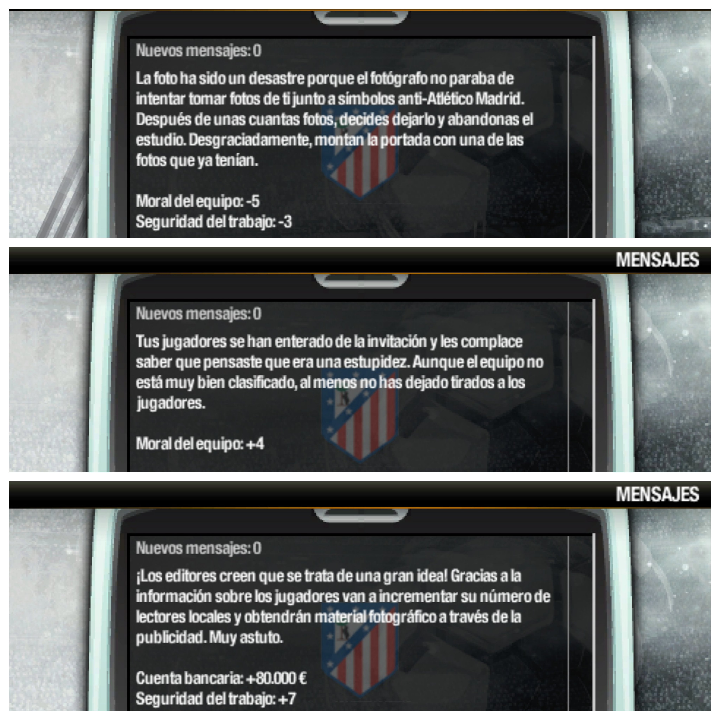 Nuevos mensajes: 0
La foto ha sido un desastre porque el fotógrafo no paraba de
intentar tomar fotos de ti junto a símbolos anti-Atlético Madrid.
Después de unas cuantas fotos, decides dejarlo y abandonas el
estudio. Desgraciadamente, montan la portada con una de las
fotos que ya tenían.
Moral del equipo: -5
Seguridad del trabajo: -3
MENSAJES
Nuevos mensajes: 0
Tus jugadores se han enterado de la invitación y les complace
saber que pensaste que era una estupidez. Aunque el equipo no
está muy bien clasificado, al menos no has dejado tirados a los
jugadores.
Moral del equipo: +4
MENSAJES
Nuevos mensajes: 0
¡Los editores creen que se trata de una gran idea! Gracias a la
información sobre los jugadores van a incrementar su número de
lectores locales y obtendrán material fotográfico a través de la
publicidad. Muy astuto.
Cuenta bancaria: +80.000 €
Seguridad del trabajo: +7